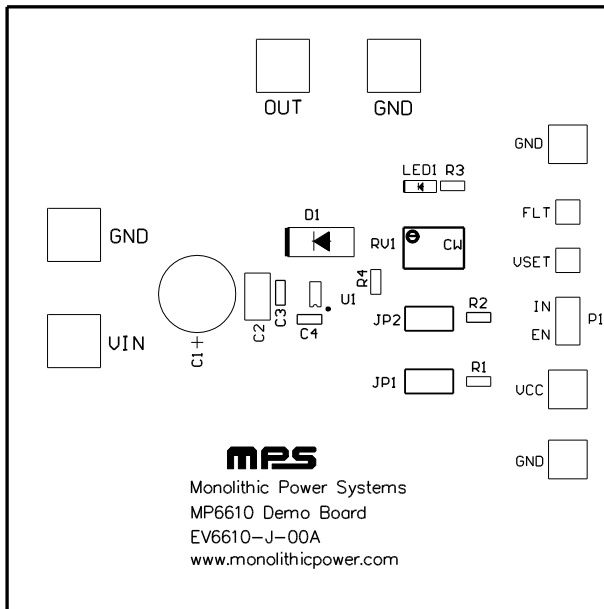 OUT GND
GND
LED1 R3
D1
FLT
GND
RV1 CW
VSET
R4
U1
IN
JP2 R2
P1
C2 C3 C4
EN
VIN
C1 +
JP1 R1
VCC
GND
MPS
Monolithic Power Systems
MP6610 Demo Board
EV6610-J-00A
www.monolithicpower.com